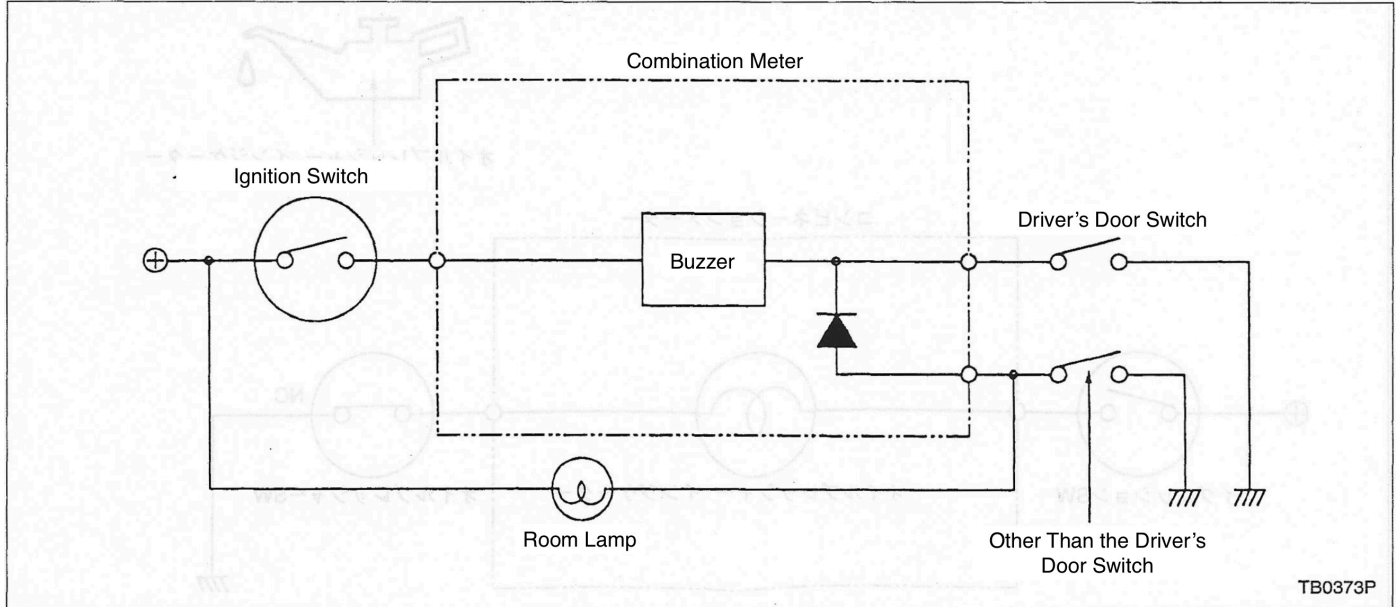 Combination Meter
Ignition Switch
Driver's Door Switch
Buzzer
Room Lamp
Other Than the Driver's
Door Switch
TB0373P